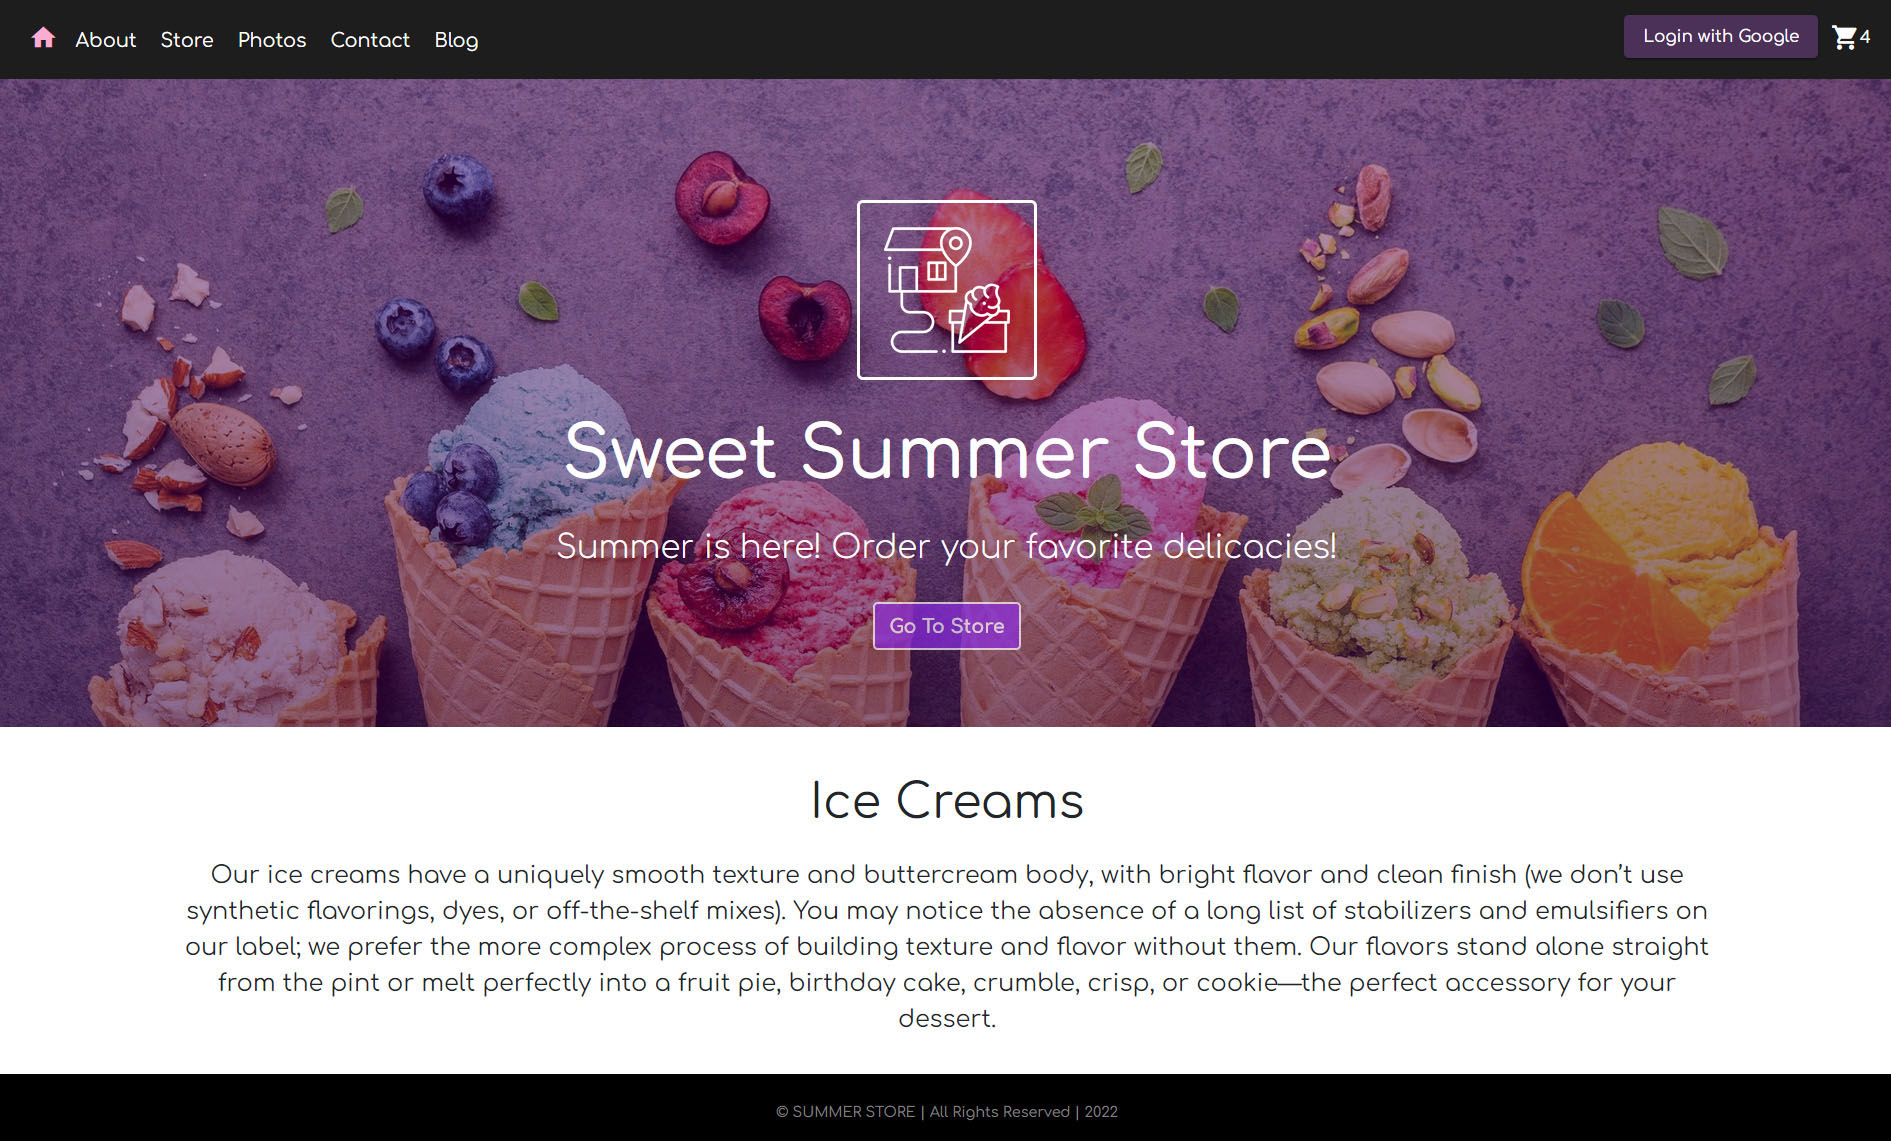 About Store Photos Contact Blog Login with Google 4
Sweet Summer Store
Summer is here! Order your favorite delicacies!
Go To Store
Ice Creams
Our ice creams have a uniquely smooth texture and buttercream body, with bright flavor and clean finish (we don’t use
synthetic flavorings, dyes, or off-the-shelf mixes). You may notice the absence of a long list of stabilizers and emulsifiers on
our label; we prefer the more complex process of building texture and flavor without them. Our flavors stand alone straight
from the pint or melt perfectly into a fruit pie, birthday cake, crumble, crisp, or cookie—the perfect accessory for your
dessert.
© SUMMER STORE | All Rights Reserved | 2022